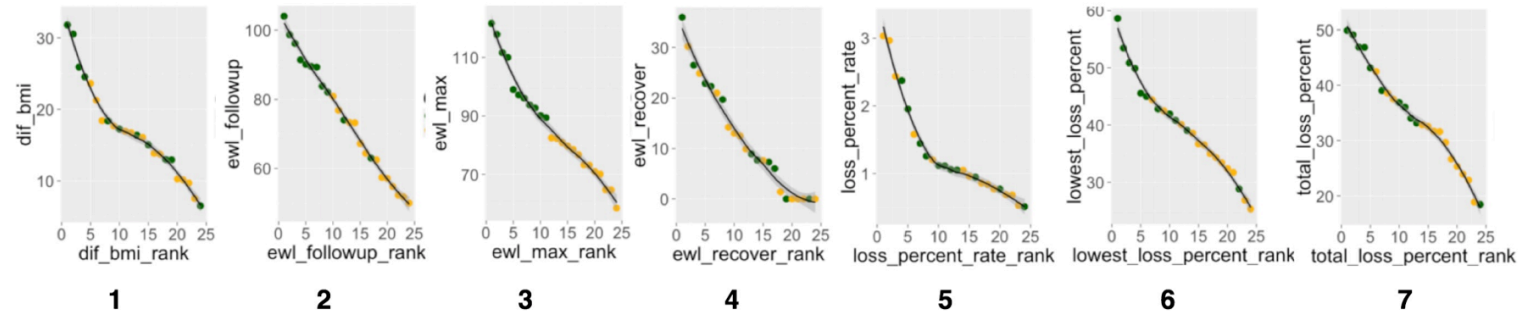 dif_bmi
30
20
10
0 5 10 15 20 25
dif_bmi_rank
1
ewl_followup
100
80
60
0 5 10 15 20 25
ewl_followup_rank
2
ewl_max
110
90
70
0 5 10 15 20 25
ewl_max_rank
3
ewl_recover
30
20
10
0
0 5 10 15 20 25
ewl_recover_rank
4
loss_percent_rate
3
2
1
0 5 10 15 20 25
loss_percent_rate_rank
5
lowest_loss_percent
60
50
40
30
0 5 10 15 20 25
lowest_loss_percent_rank
6
total_loss_percent
50
40
30
20
0 5 10 15 20 25
total_loss_percent_rank
7